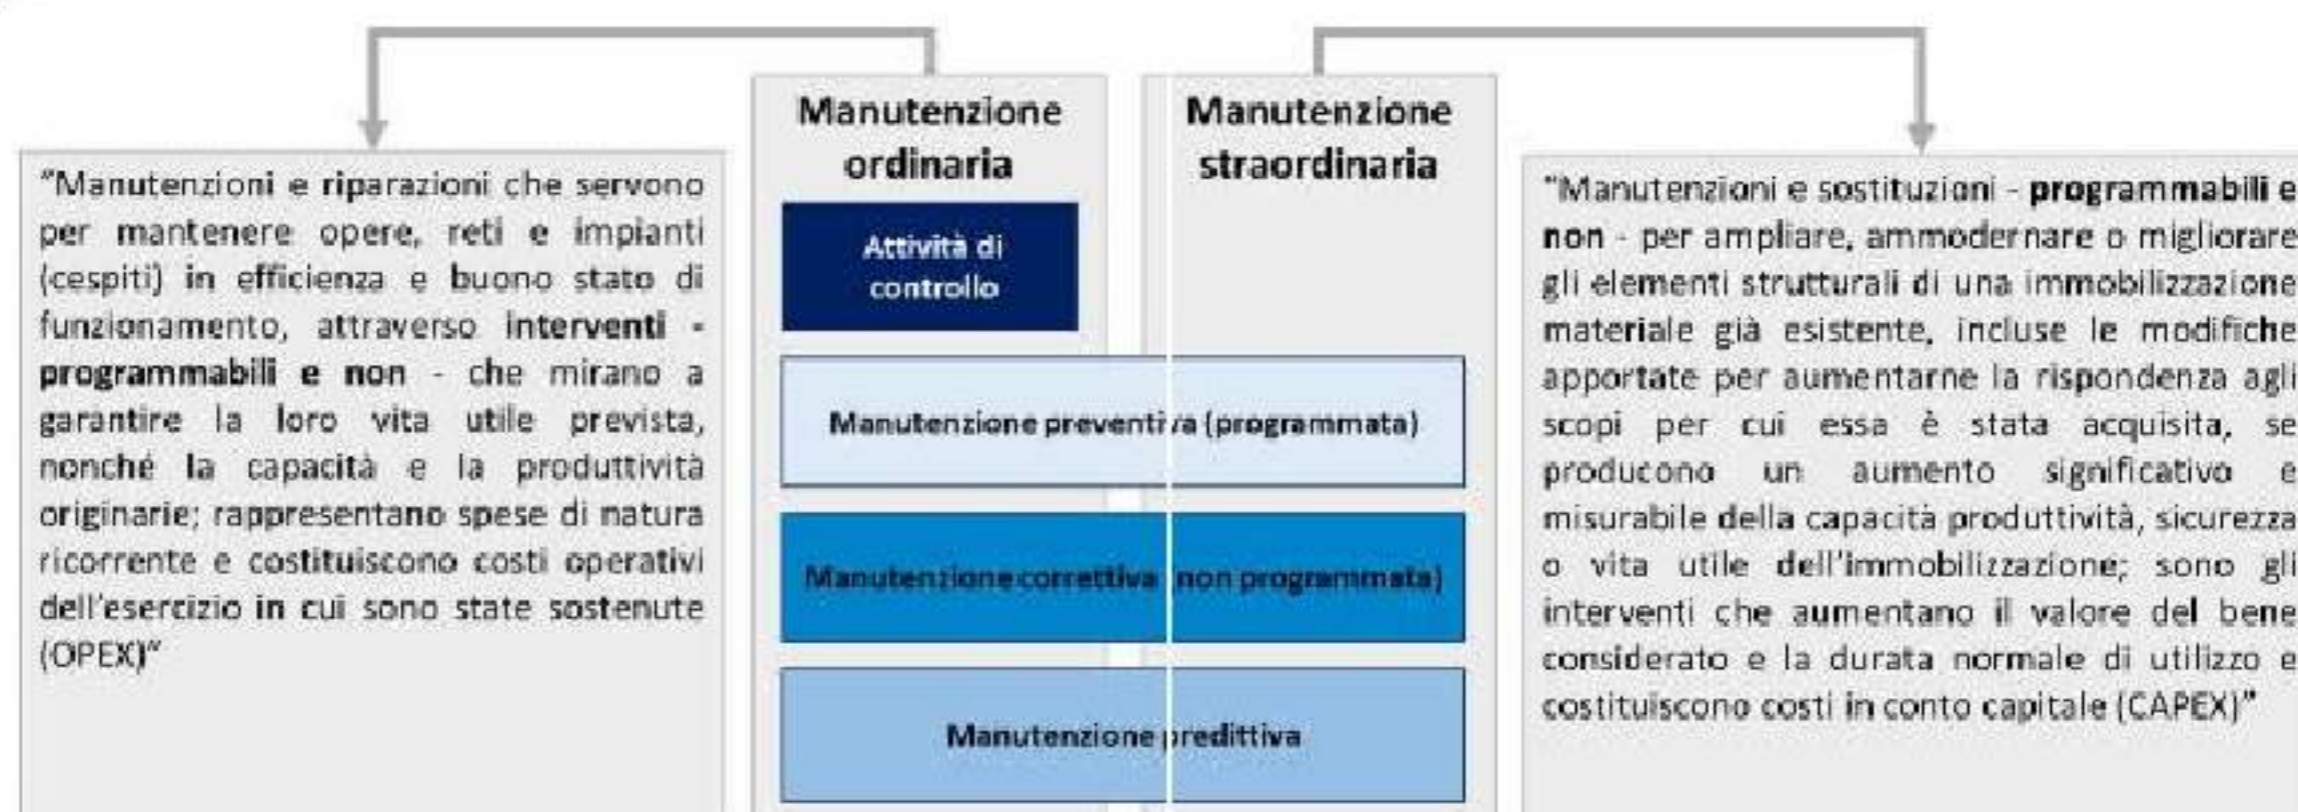 "Manutenzioni e riparazioni che servono
per mantenere opere, reti e impianti
(cespiti) in efficienza e buono stato di
funzionamento, attraverso interventi -
programmabili e non - che mirano a
garantire la loro vita utile prevista,
nonché la capacità e la produttività
originarie; rappresentano spese di natura
ricorrente e costituiscono costi operativi
dell'esercizio in cui sono state sostenute
(OPEX)"
Manutenzione
ordinaria
Manutenzione
straordinaria
Attività di
controllo
Manutenzione preventiva (programmata)
Manutenzione correttiva (non programmata)
Manutenzione predittiva
"Manutenzioni e sostituzioni - programmabili e
non - per ampliare, ammodernare o migliorare
gli elementi strutturali di una immobilizzazione
materiale già esistente, incluse le modifiche
apportate per aumentarne la rispondenza agli
scopi per cui essa è stata acquisita, se
producono un aumento significativo e
misurabile della capacità produttività, sicurezza
o vita utile dell'immobilizzazione; sono gli
interventi che aumentano il valore del bene
considerato e la durata normale di utilizzo e
costituiscono costi in conto capitale (CAPEX)"